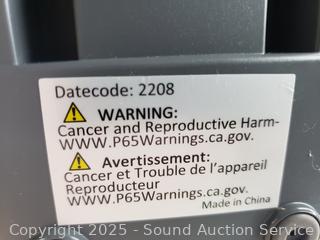 Datecode: 2208
WARNING:
Cancer and Reproductive Harm-
WWW.P65Warnings.ca.gov.
Avertissement:
Cancer et Trouble de l'appareil
Reproducteur
WWW.P65Warnings.ca.gov.
Made in China
Copyright 2025 - Sound Auction Service